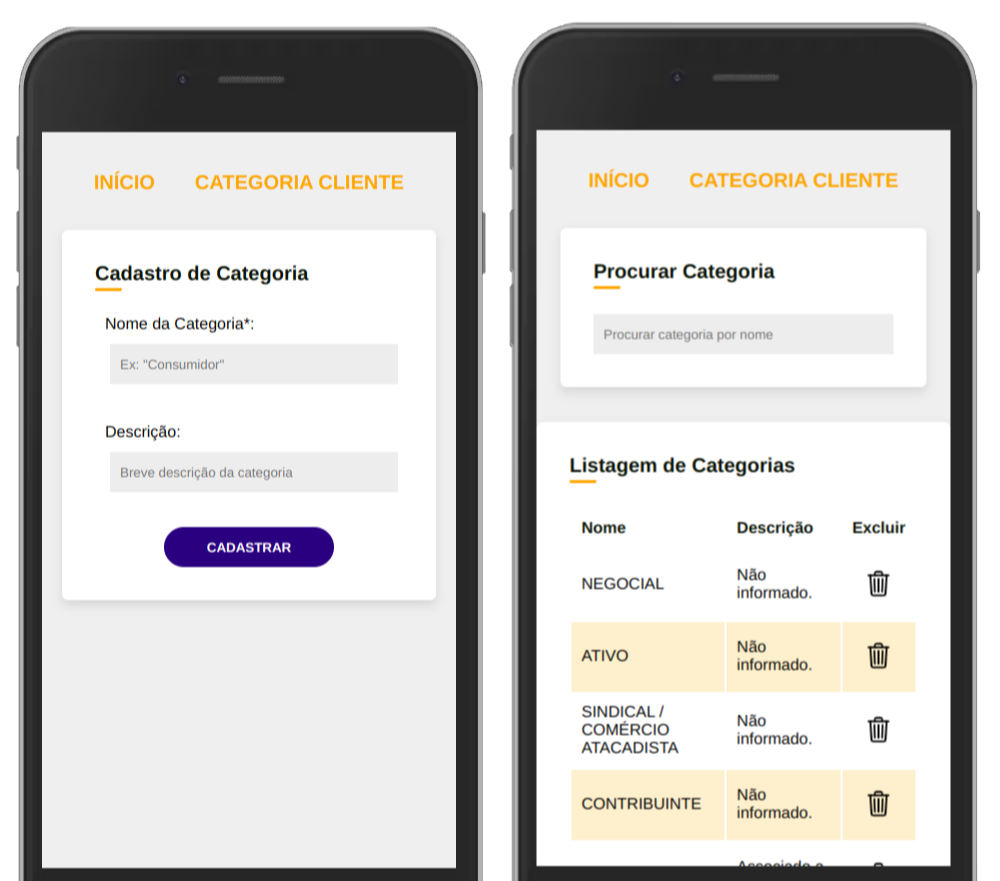 INÍCIO CATEGORIA CLIENTE
Cadastro de Categoria
Nome da Categoria*:
Ex: "Consumidor"
Descrição:
Breve descrição da categoria
CADASTRAR
INÍCIO CATEGORIA CLIENTE
Procurar Categoria
Procurar categoria por nome
Listagem de Categorias
Nome Descrição Excluir
NEGOCIAL Não
informado.
ATIVO Não
informado.
SINDICAL /
COMÉRCIO
ATACADISTA
Não
informado.
CONTRIBUINTE Não
informado.
Associado a